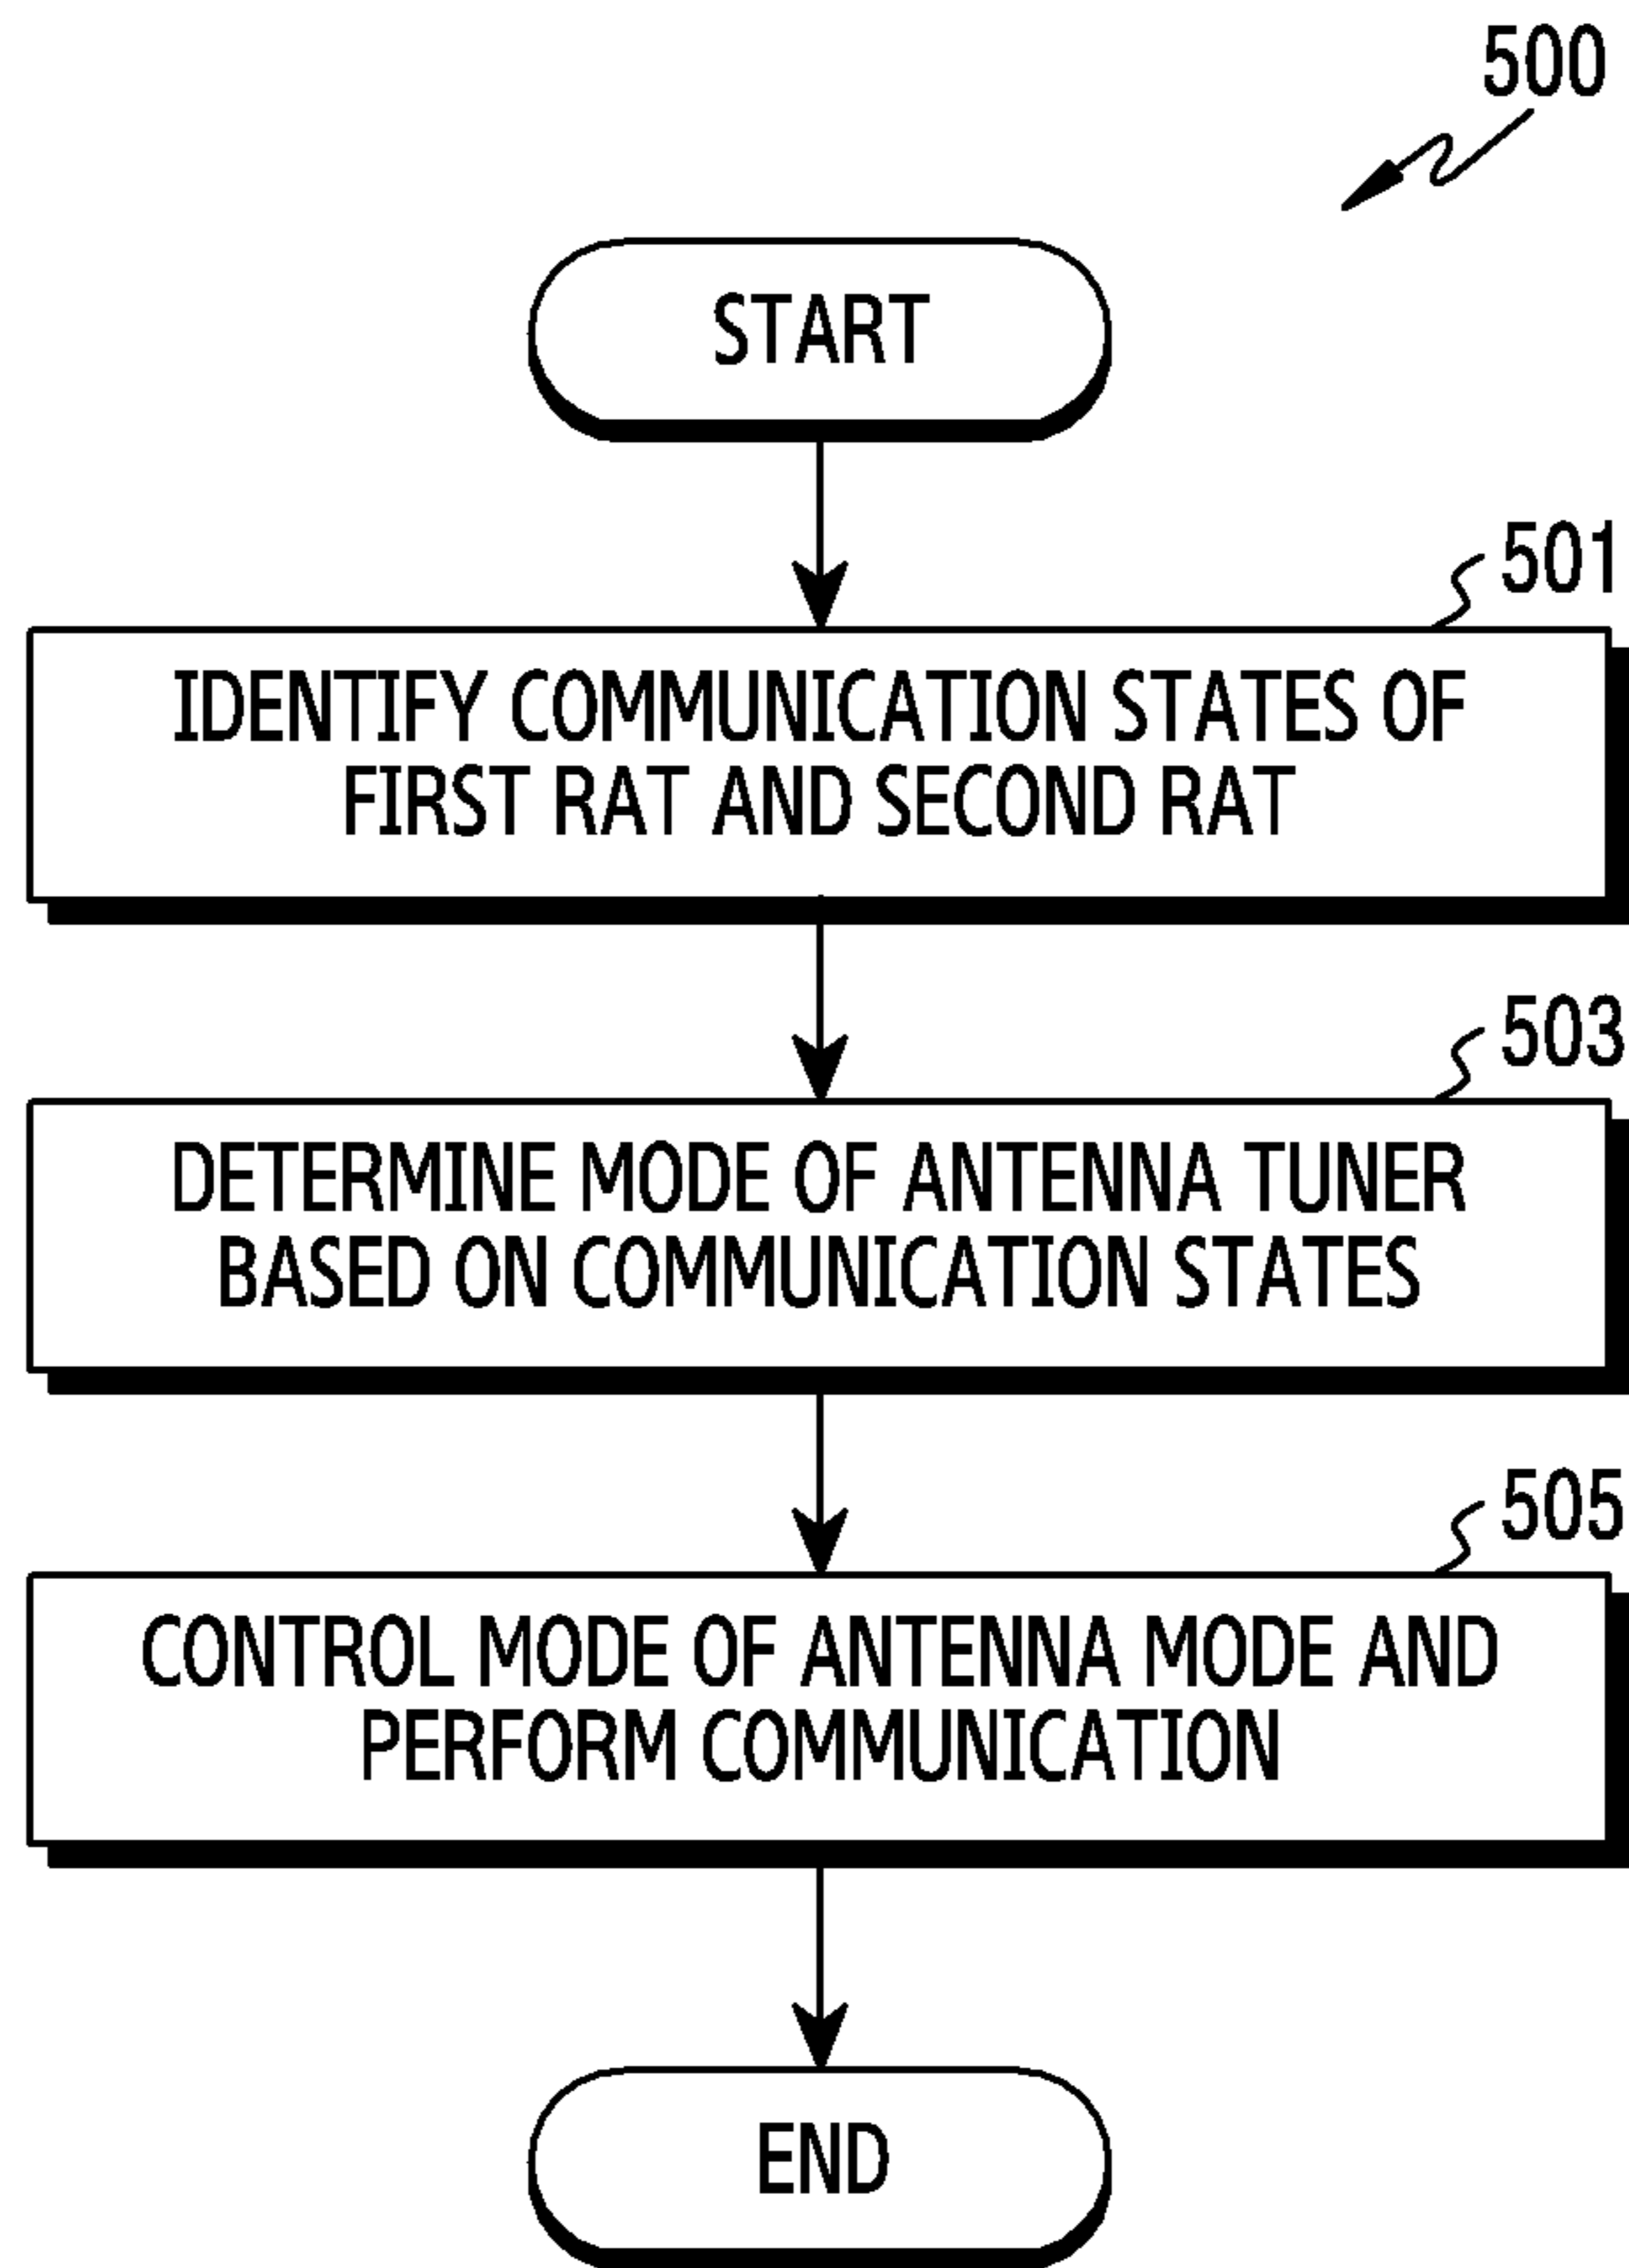 500
START
501
IDENTIFY COMMUNICATION STATES OF
FIRST RAT AND SECOND RAT
503
DETERMINE MODE OF ANTENNA TUNER
BASED ON COMMUNICATION STATES
505
CONTROL MODE OF ANTENNA MODE AND
PERFORM COMMUNICATION
END